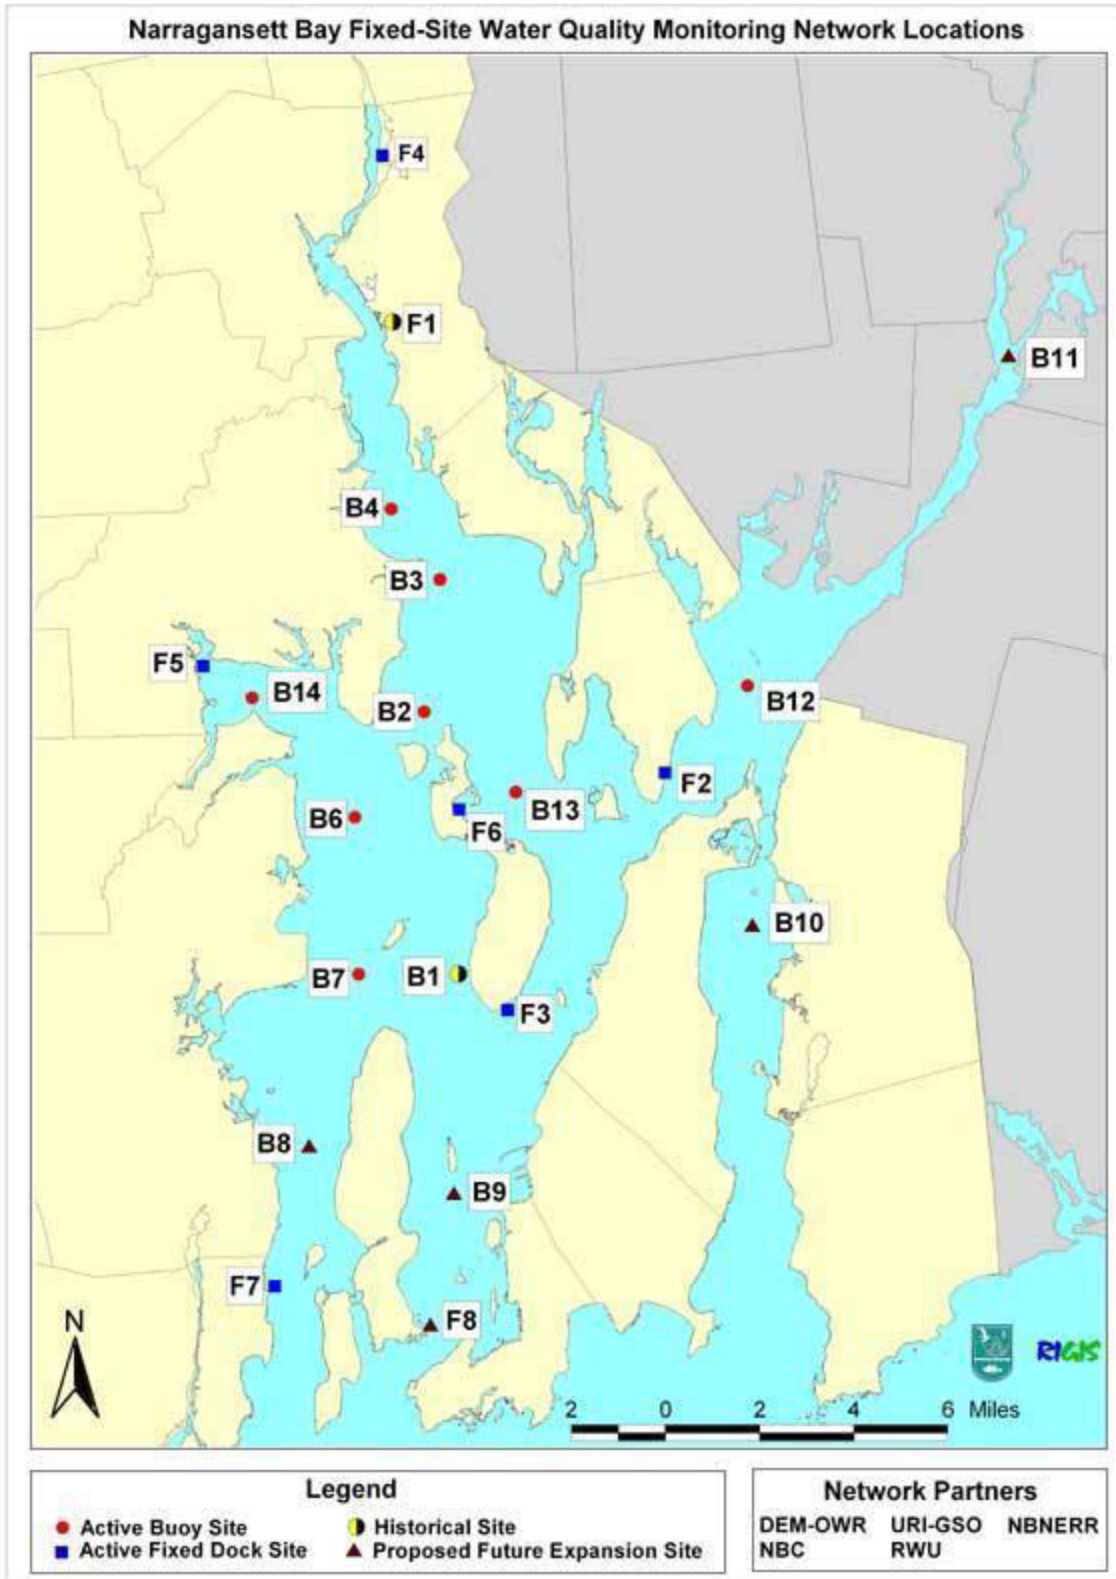 Narragansett Bay Fixed-Site Water Quality Monitoring Network Locations
F4
F1
B11
B4
B3
F5
B14
B2
B12
F2
B13
B6
F6
B10
B7
B1
F3
B8
B9
F7
F8
N
RIGIS
2 0 2 4 6 Miles
Legend
Active Buoy Site
Historical Site
Active Fixed Dock Site
Proposed Future Expansion Site
Network Partners
DEM-OWR URI-GSO NBNERR
NBC RWU